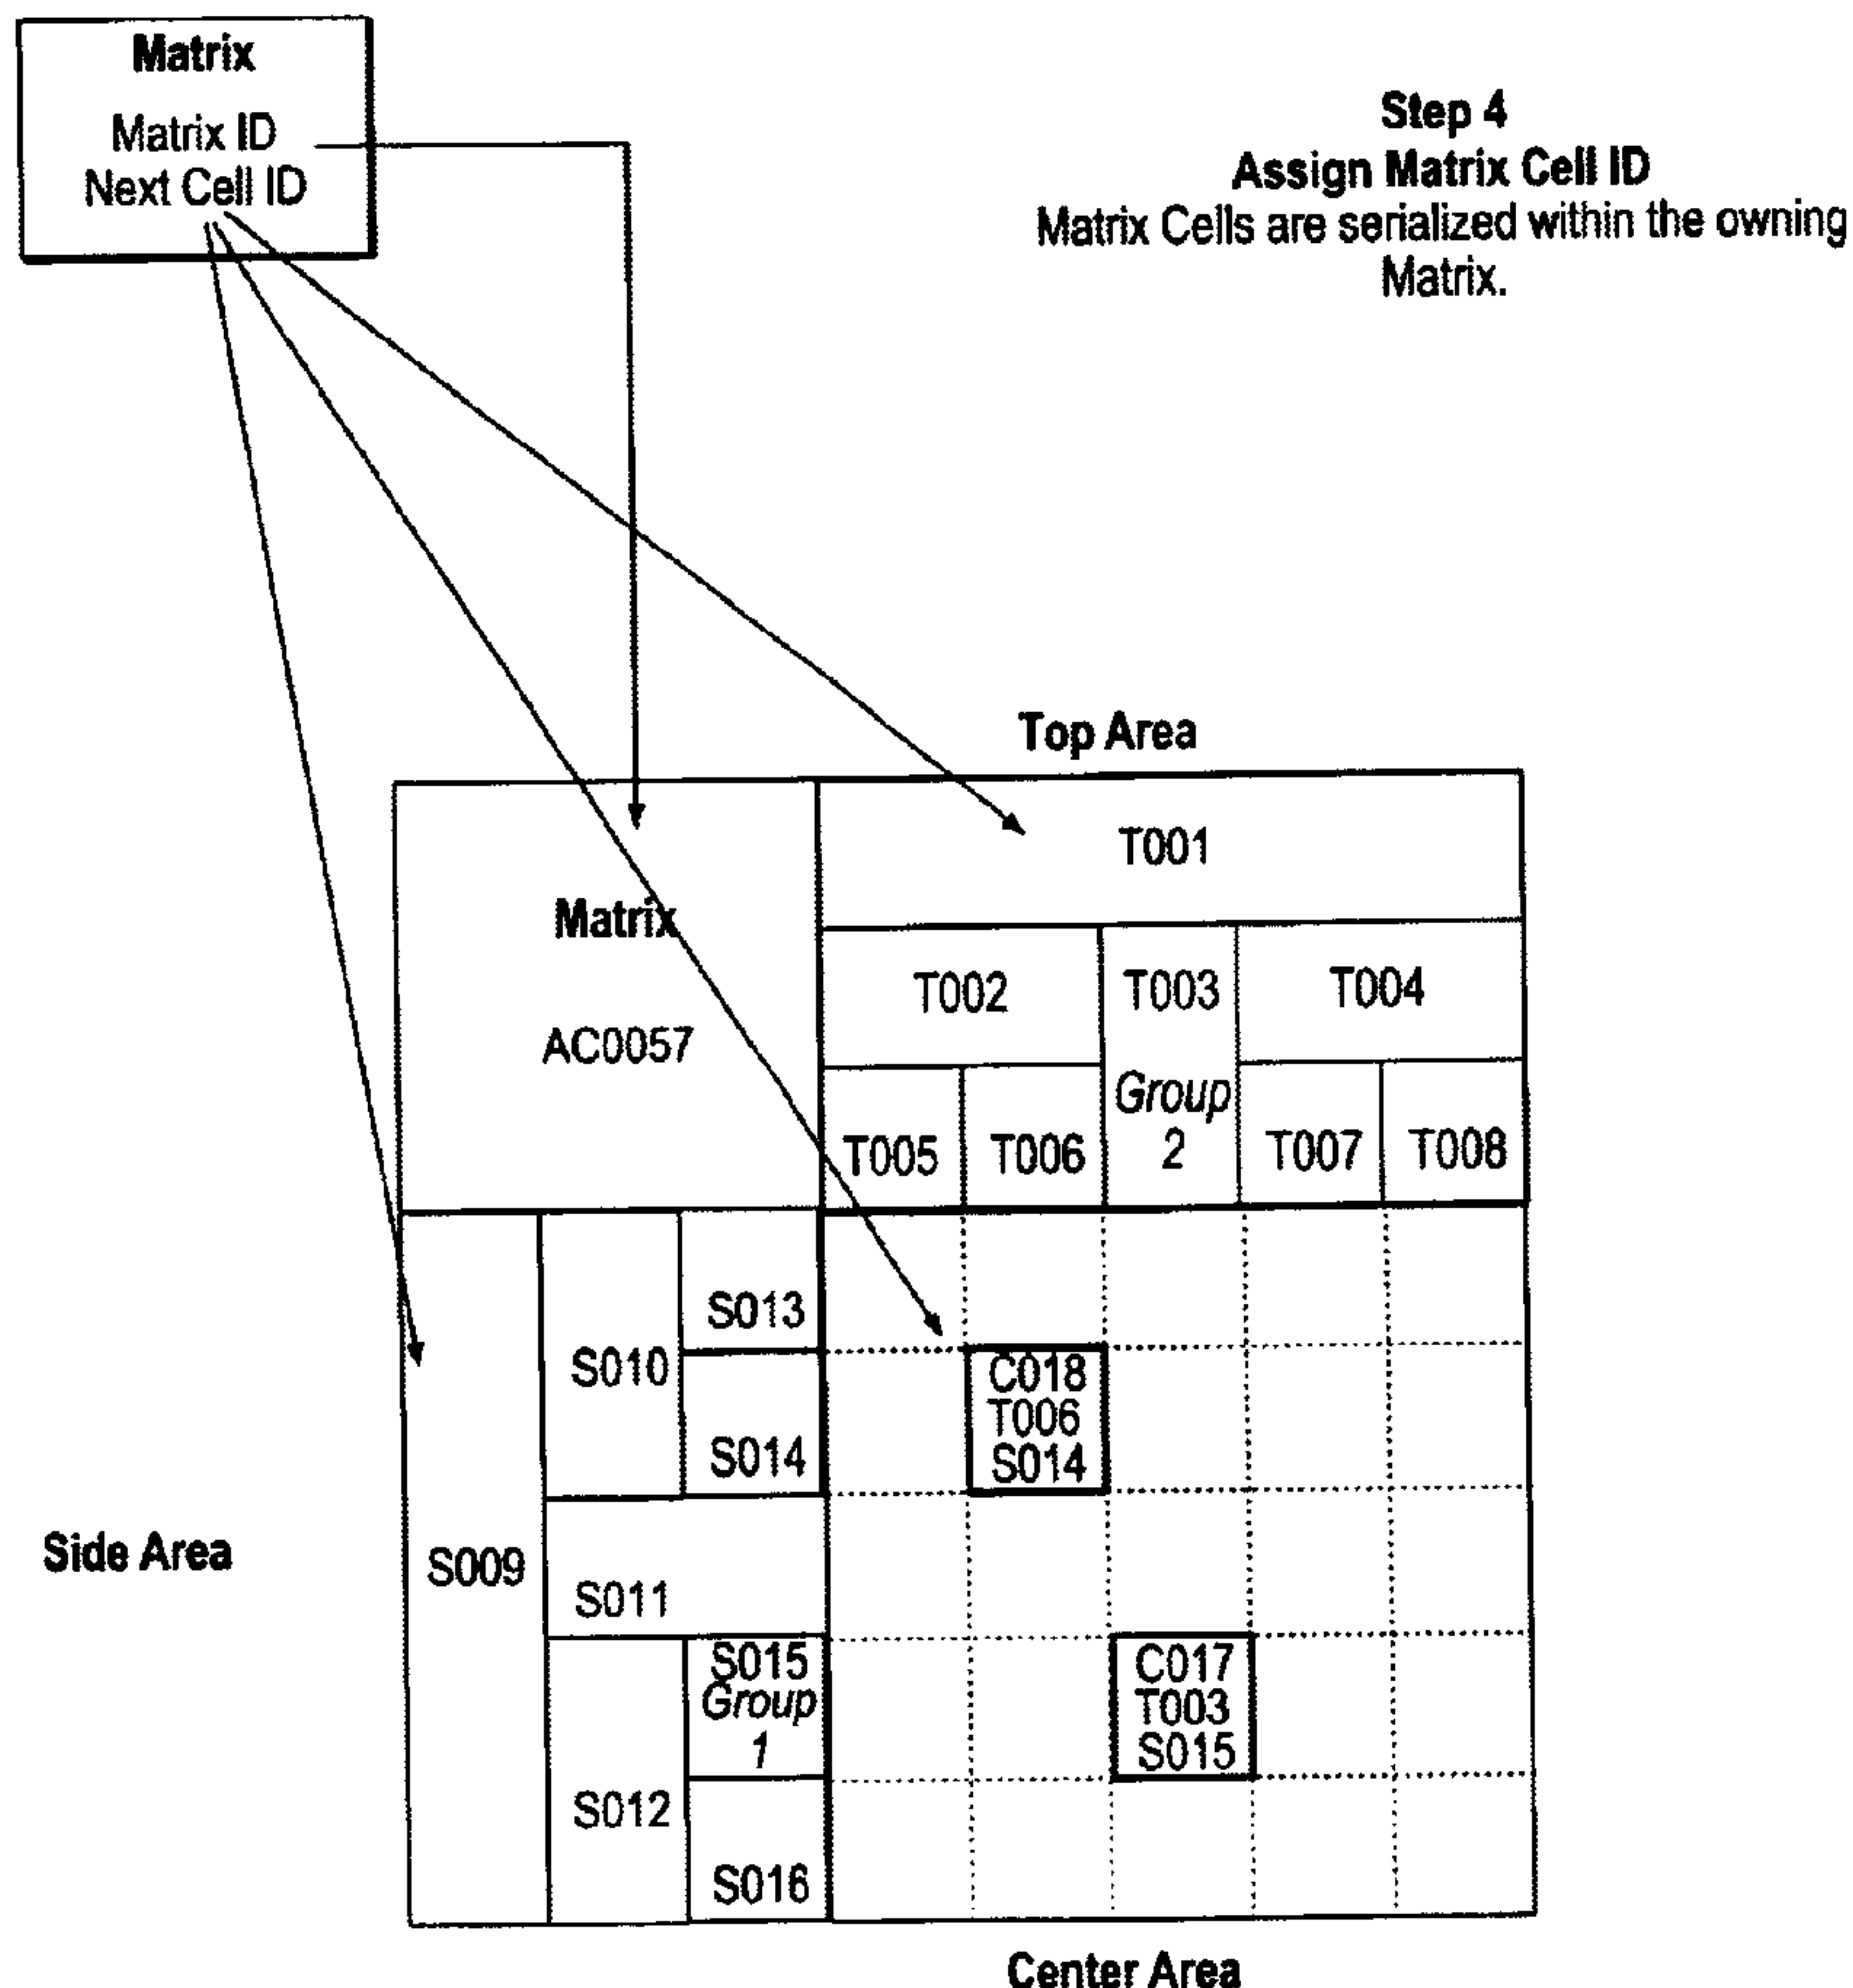 Matrix
Matrix ID
Next Cell ID
Step 4
Assign Matrix Cell ID
Matrix Cells are serialized within the owning
Matrix.
Top Area
T001
Matrix
AC0057
T002
T003
T004
Group
2
T005
T006
T007
T008
S013
S010
S014
C018
T006
S014
Side Area
S009
S011
S015
Group
1
S012
S016
C017
T003
S015
Center Area